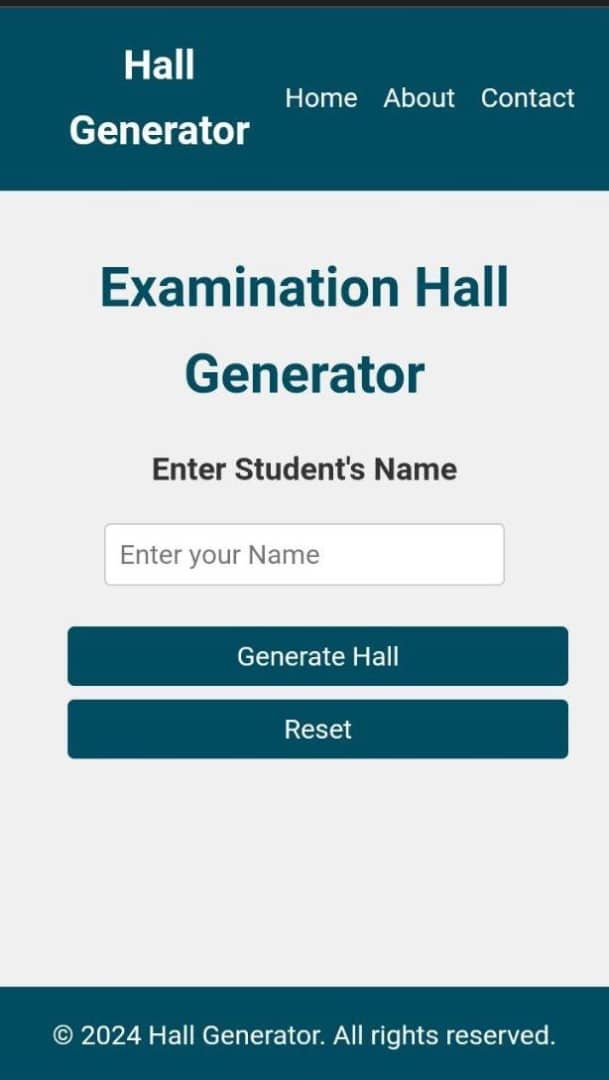 Hall
Generator
Home About Contact
Examination Hall
Generator
Enter Student's Name
Enter your Name
Generate Hall
Reset
© 2024 Hall Generator. All rights reserved.